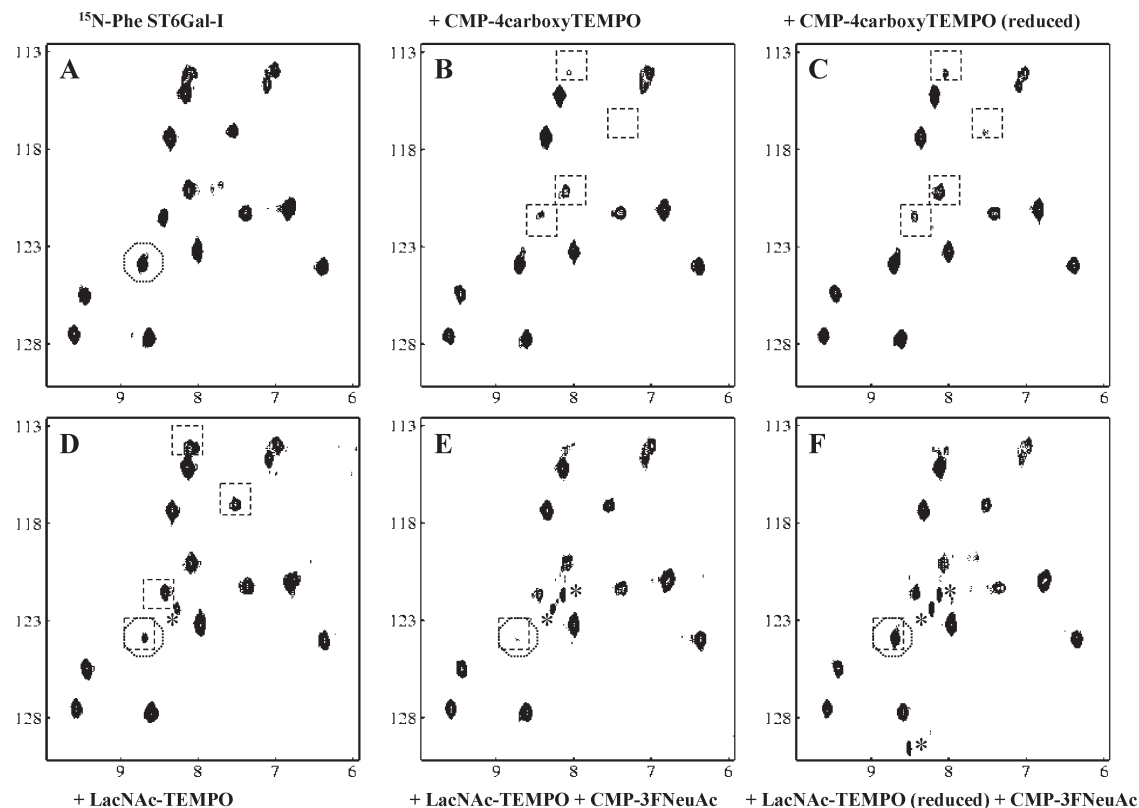 ¹⁵N-Phe ST6Gal-I
+ CMP-4carboxyTEMPO
+ CMP-4carboxyTEMPO (reduced)
A
B
C
113
118
123
128
9 8 7 6
113
118
123
128
9 8 7 6
113
118
123
128
9 8 7 6
D
E
F
113
118
123
128
*
9 8 7 6
113
118
123
128
*
*
9 8 7 6
113
118
123
128
*
*
*
9 8 7 6
+ LacNAc-TEMPO
+ LacNAc-TEMPO + CMP-3FNeuAc
+ LacNAc-TEMPO (reduced) + CMP-3FNeuAc